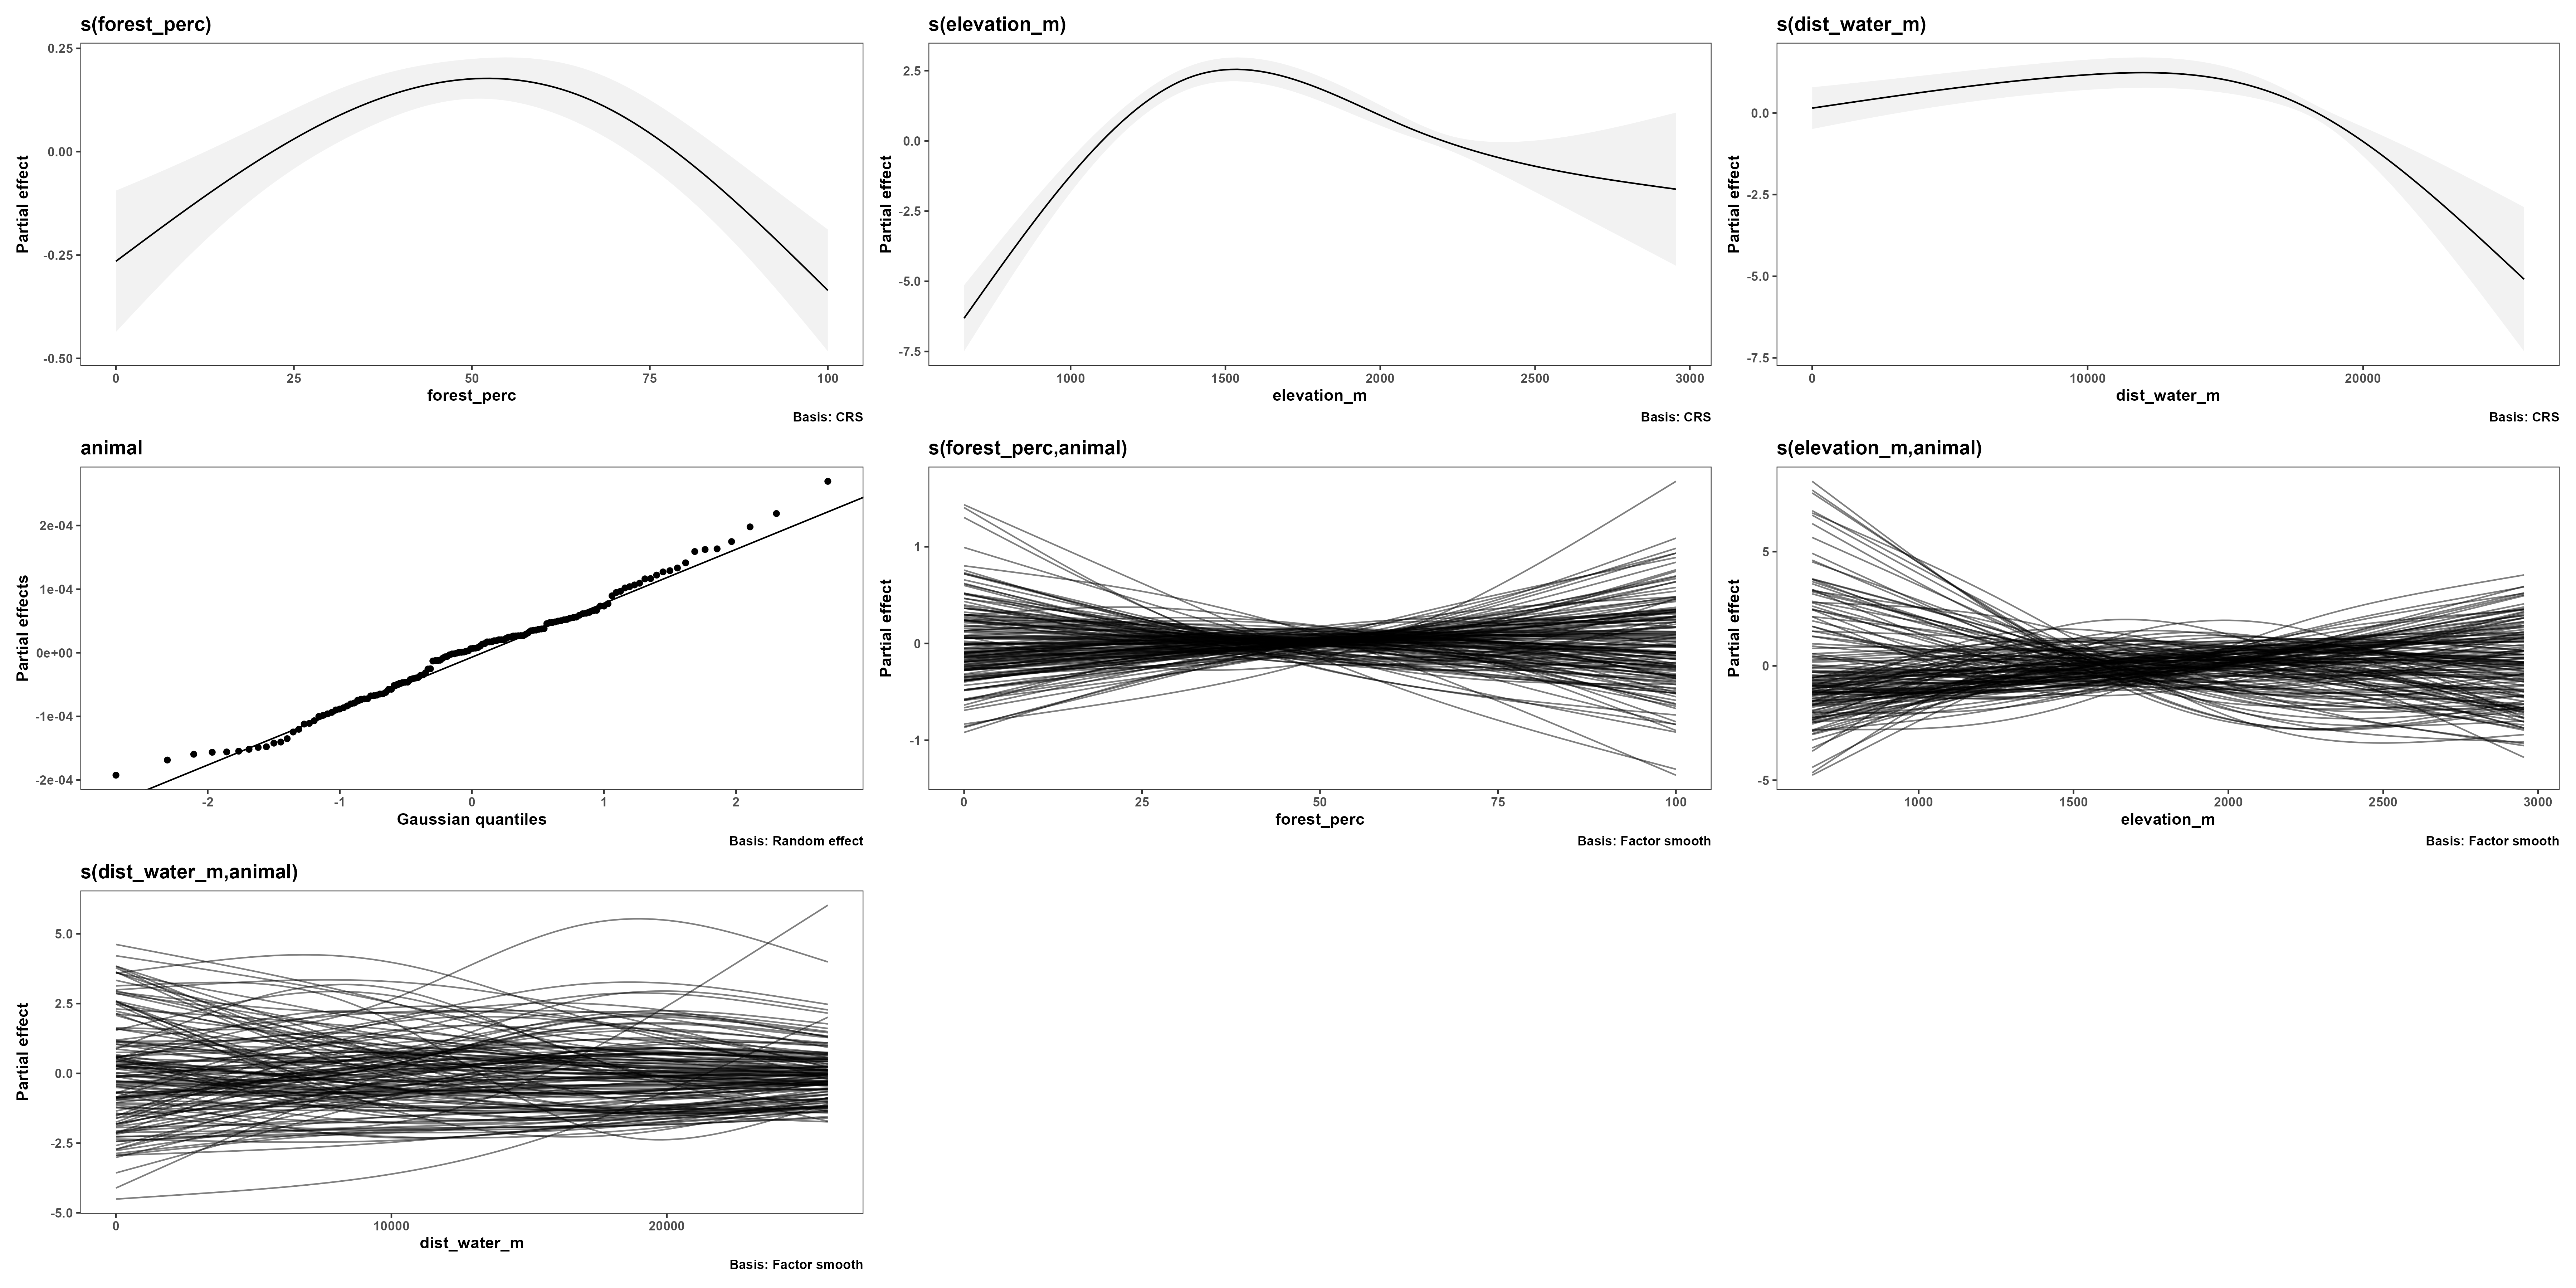 s(forest_perc)
0.25
0.00
-0.25
-0.50
Partial effect
0 25 50 75 100
forest_perc
Basis: CRS
s(elevation_m)
2.5
0.0
-2.5
-5.0
-7.5
Partial effect
1000 1500 2000 2500 3000
elevation_m
Basis: CRS
s(dist_water_m)
0.0
-2.5
-5.0
-7.5
Partial effect
0 10000 20000
dist_water_m
Basis: CRS
animal
2e-04
1e-04
0e+00
-1e-04
-2e-04
Partial effects
-2 -1 0 1 2
Gaussian quantiles
Basis: Random effect
s(forest_perc,animal)
1
0
-1
Partial effect
0 25 50 75 100
forest_perc
Basis: Factor smooth
s(elevation_m,animal)
5
0
-5
Partial effect
1000 1500 2000 2500 3000
elevation_m
Basis: Factor smooth
s(dist_water_m,animal)
5.0
2.5
0.0
-2.5
-5.0
Partial effect
0 10000 20000
dist_water_m
Basis: Factor smooth